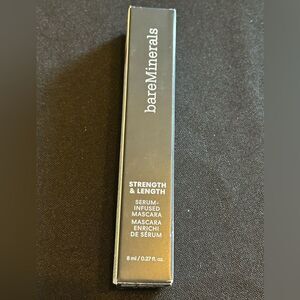 bareMinerals
STRENGTH
& LENGTH
SERUM-
INFUSED
MASCARA
MASCARA
ENRICHI
DE SÉRUM
8 ml / 0.27 fl. oz.